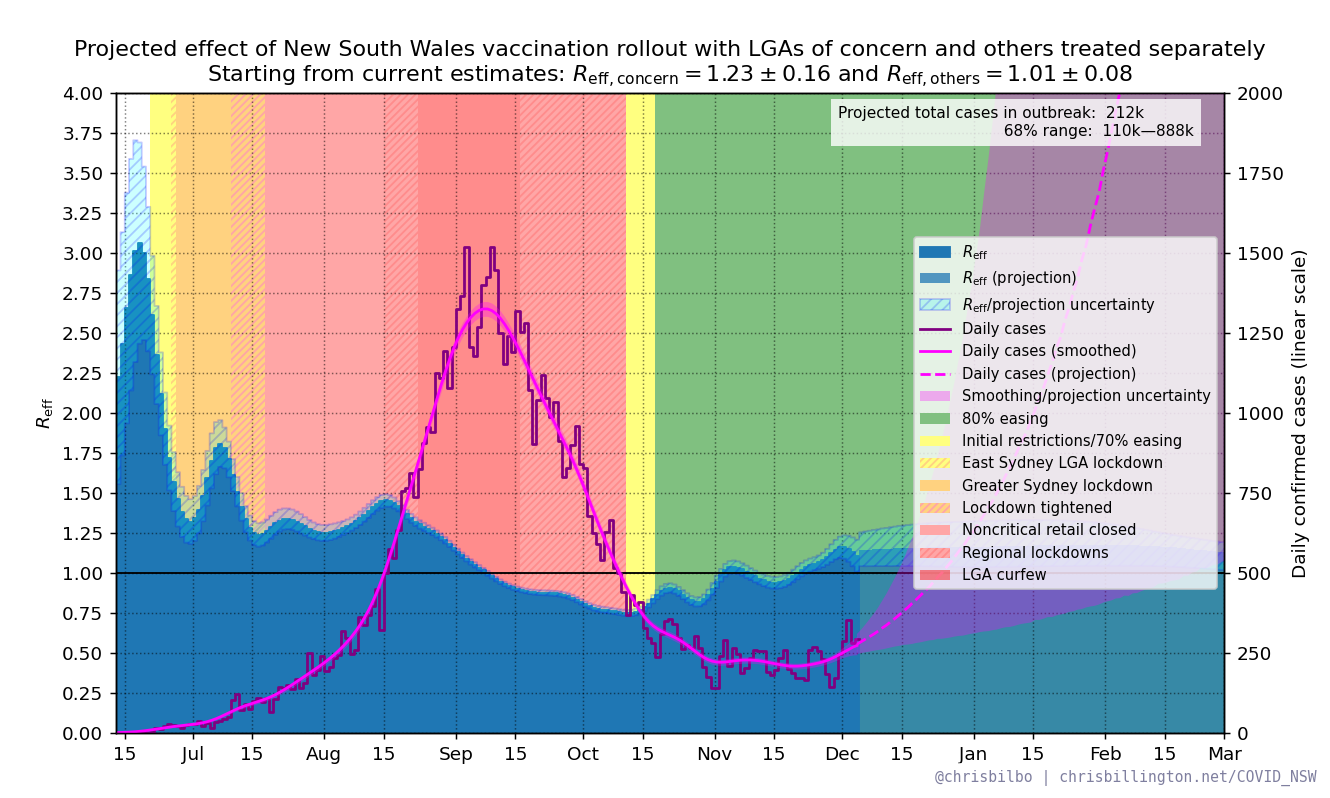 Projected effect of New South Wales vaccination rollout with LGAs of concern and others treated separately
Starting from current estimates: R_eff, concern = 1.23 ± 0.16 and R_eff, others = 1.01 ± 0.08
Projected total cases in outbreak: 212k
68% range: 110k—888k
R_eff
R_eff (projection)
R_eff/projection uncertainty
Daily cases
Daily cases (smoothed)
Daily cases (projection)
Smoothing/projection uncertainty
80% easing
Initial restrictions/70% easing
East Sydney LGA lockdown
Greater Sydney lockdown
Lockdown tightened
Noncritical retail closed
Regional lockdowns
LGA curfew
R_eff
4.00
3.75
3.50
3.25
3.00
2.75
2.50
2.25
2.00
1.75
1.50
1.25
1.00
0.75
0.50
0.25
0.00
2000
1750
1500
1250
1000
750
500
250
0
Daily confirmed cases (linear scale)
15 Jul 15 Aug 15 Sep 15 Oct 15 Nov 15 Dec 15 Jan 15 Feb 15 Mar
@chrisbilbo | chrisbillington.net/COVID_NSW